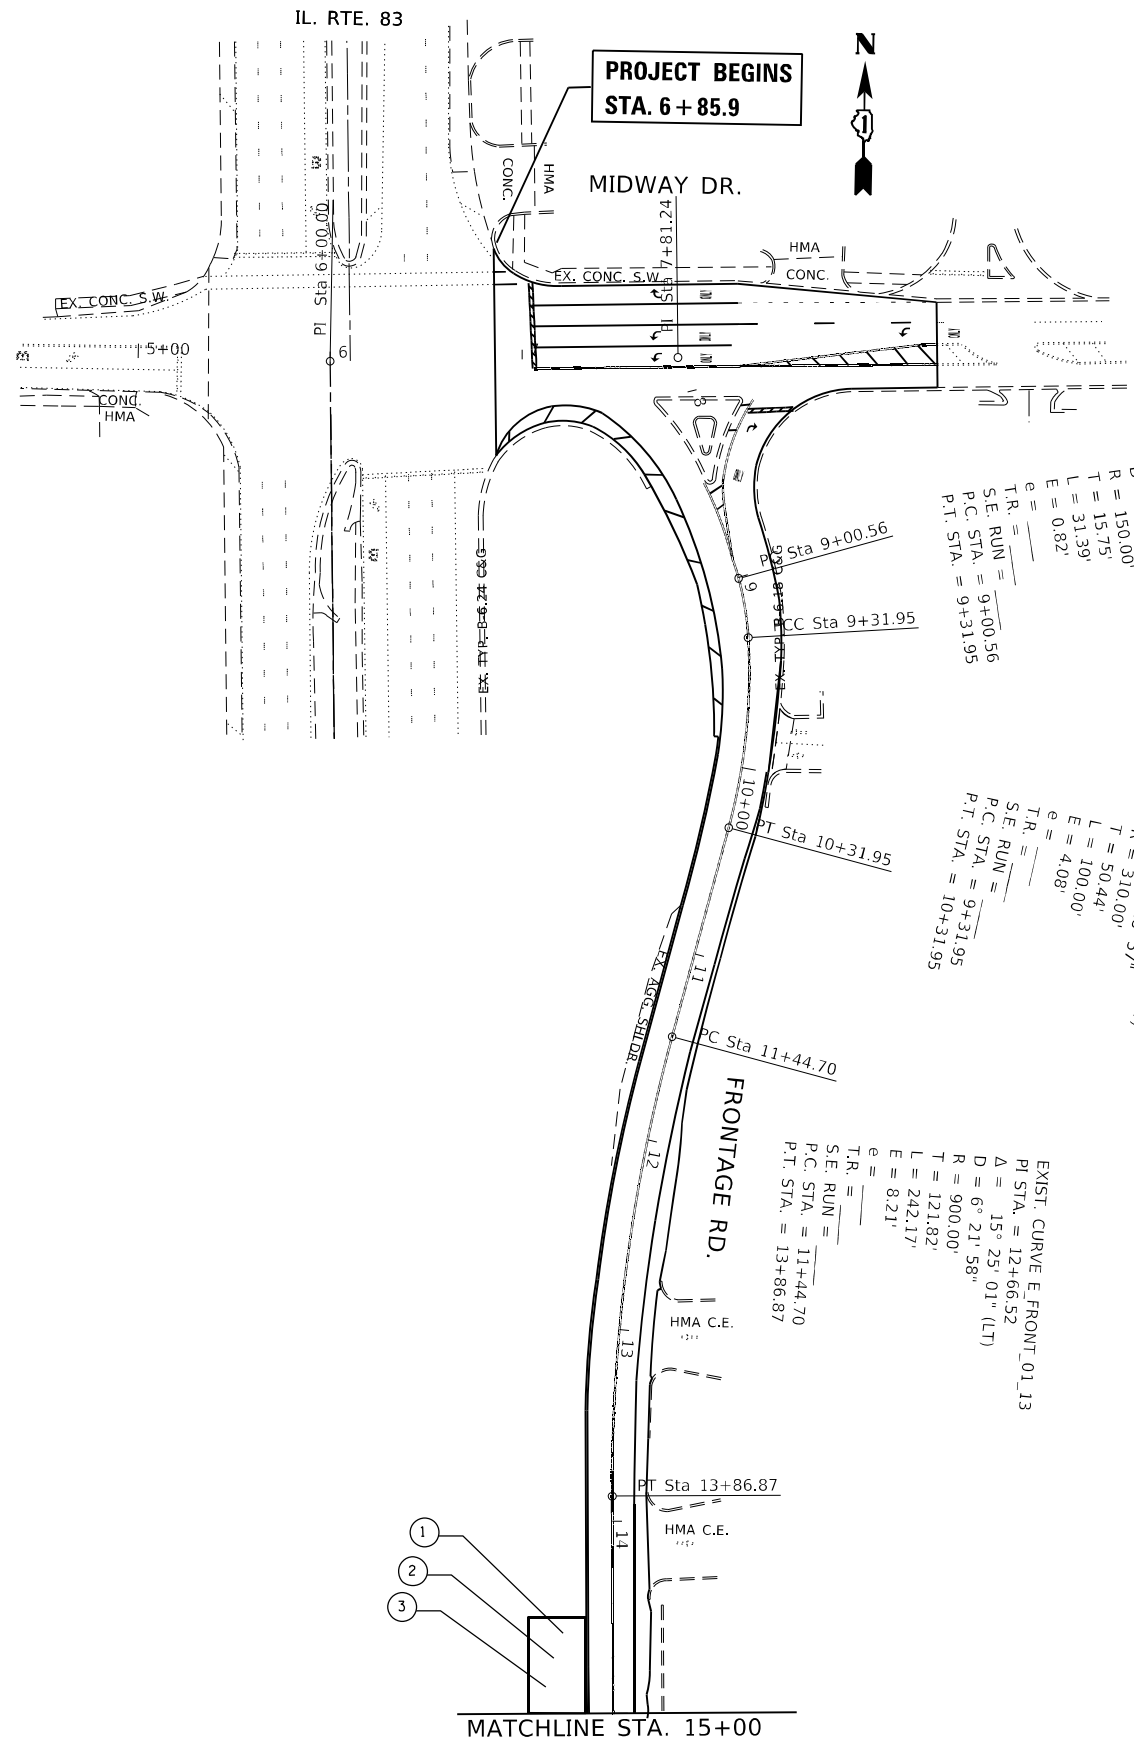 IL. RTE. 83
PROJECT BEGINS
STA. 6+85.9
N
1
CONC.
HMA
MIDWAY DR.
PI Sta 6+00.00
PI Sta 7+81.24
HMA
CONC.
EX. CONC. S.W.
EX. CONC. S.W.
5+00
6
CONC.
HMA
8
R = 150.00'
T = 15.75'
L = 31.39'
E = 0.82'
e =
T.R. =
S.E. RUN =
P.C. STA. = 9+00.56
P.T. STA. = 9+31.95
Sta 9+00.56
9
EX. TYP. B-6.24 C&G
EX. TYP. B-6.18 C&G
PCC Sta 9+31.95
10+00
PT Sta 10+31.95
R = 310.00'
T = 50.44'
L = 100.00'
E = 4.08'
e =
T.R. =
S.E. RUN =
P.C. STA. = 9+31.95
P.T. STA. = 10+31.95
11
EX. AGG. SHLDR.
PC Sta 11+44.70
FRONTAGE RD.
12
EXIST. CURVE E_FRONT_01_13
PI STA. = 12+66.52
Δ = 15° 25' 01" (LT)
D = 6° 21' 58"
R = 900.00'
T = 121.82'
L = 242.17'
E = 8.21'
e =
T.R. =
S.E. RUN =
P.C. STA. = 11+44.70
P.T. STA. = 13+86.87
HMA C.E.
13
PT Sta 13+86.87
14
HMA C.E.
1
2
3
MATCHLINE STA. 15+00